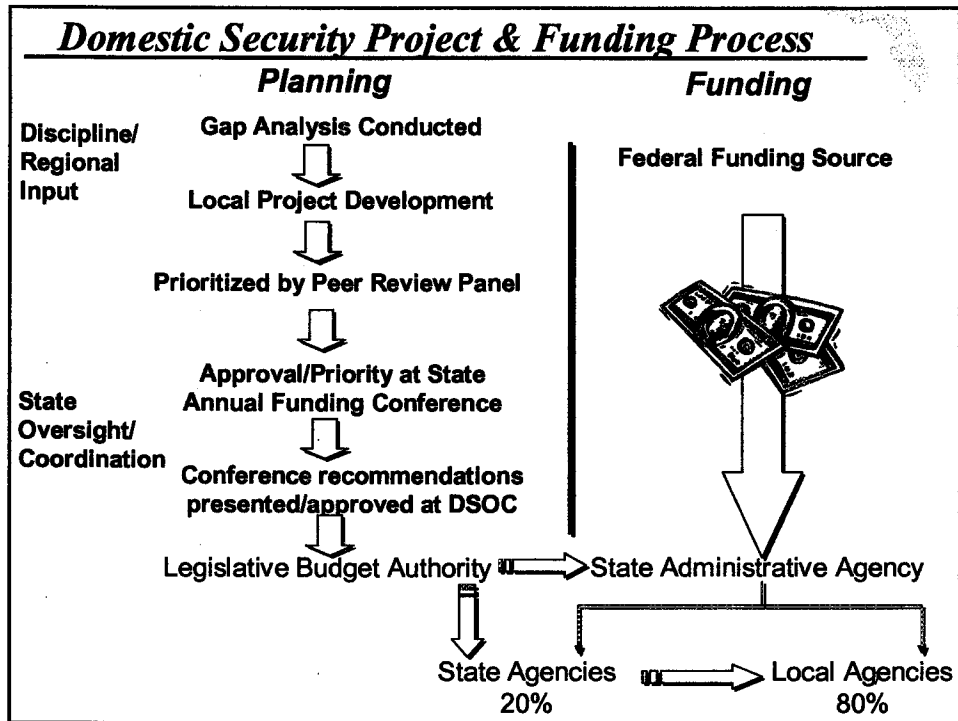 Domestic Security Project & Funding Process
Planning
Funding
Discipline/
Regional
Input
Gap Analysis Conducted
Local Project Development
Prioritized by Peer Review Panel
Federal Funding Source
State
Oversight/
Coordination
Approval/Priority at State
Annual Funding Conference
Conference recommendations
presented/approved at DSOC
Legislative Budget Authority
State Administrative Agency
State Agencies
20%
Local Agencies
80%